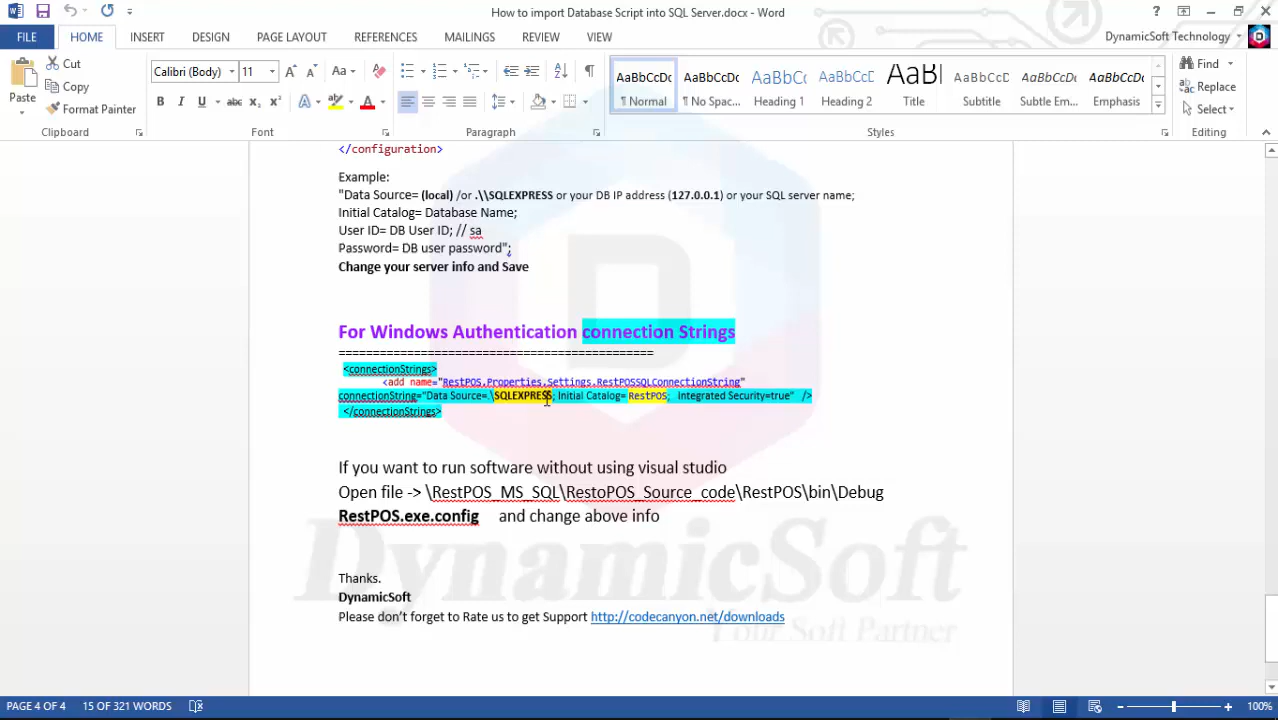 How to import Database Script into SQL Server.docx - Word
FILE HOME INSERT DESIGN PAGE LAYOUT REFERENCES MAILINGS REVIEW VIEW DynamicSoft Technology
Paste
Cut
Copy
Format Painter
Calibri (Body) 11
Normal
No Spac...
Heading 1
Heading 2
Title
Subtitle
Subtle Em...
Emphasis
Find
Replace
Select
Clipboard Font Paragraph Styles Editing
</configuration>
Example:
"Data Source= (local) /or .\\SQLEXPRESS or your DB IP address (127.0.0.1) or your SQL server name;
Initial Catalog= Database Name;
User ID= DB User ID; // sa
Password= DB user password";
Change your server info and Save
For Windows Authentication connection Strings
==============================================
<connectionStrings>
<add name="RestPOS.Properties.Settings.RestPOSSQLConnectionString"
connectionString="Data Source=.\SQLEXPRESS; Initial Catalog= RestPOS; Integrated Security=true" />
</connectionStrings>
If you want to run software without using visual studio
Open file -> \RestPOS_MS_SQL\RestoPOS_Source_code\RestPOS\bin\Debug
RestPOS.exe.config and change above info
Thanks.
DynamicSoft
Please don't forget to Rate us to get Support http://codecanyon.net/downloads
DynamicSoft
Your Soft Partner
PAGE 4 OF 4 15 OF 321 WORDS 100%